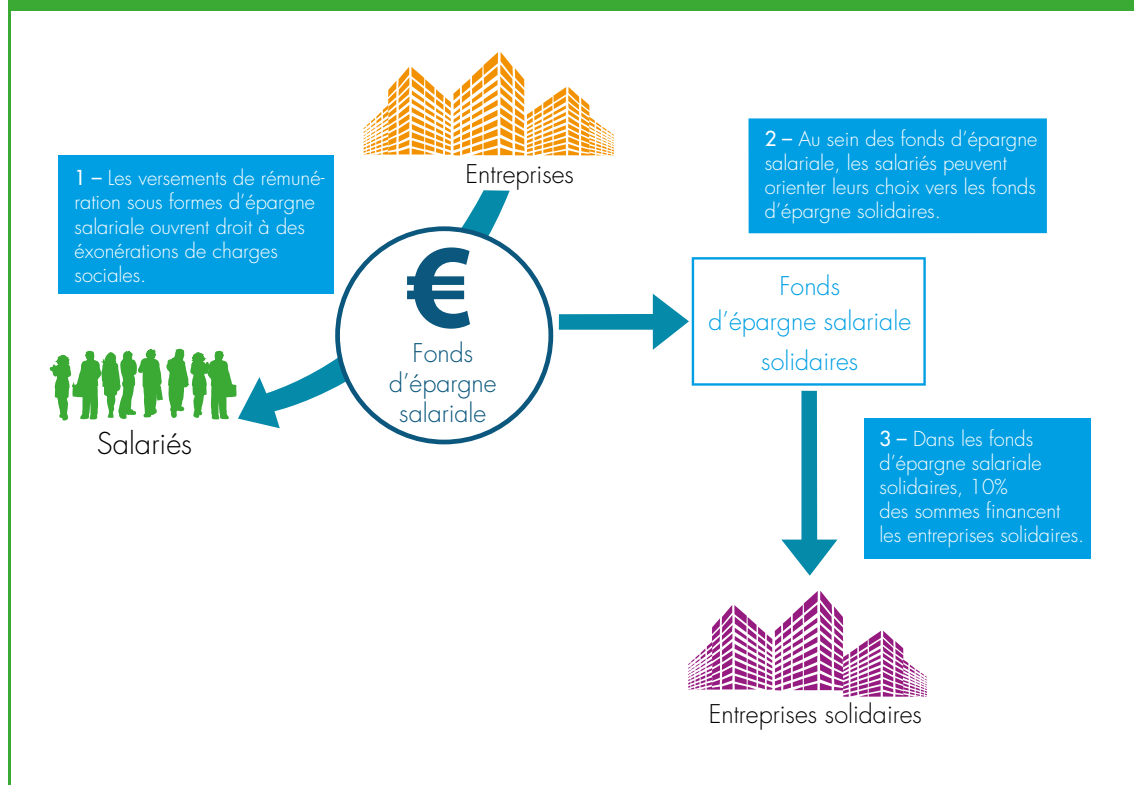 Entreprises
1 – Les versements de rémuné-
ration sous formes d'épargne
salariale ouvrent droit à des
éxonérations de charges
sociales.
2 – Au sein des fonds d'épargne
salariale, les salariés peuvent
orienter leurs choix vers les fonds
d'épargne solidaires.
€
Fonds
d'épargne
salariale
Fonds
d'épargne salariale
solidaires
Salariés
3 – Dans les fonds
d'épargne salariale
solidaires, 10%
des sommes financent
les entreprises solidaires.
Entreprises solidaires